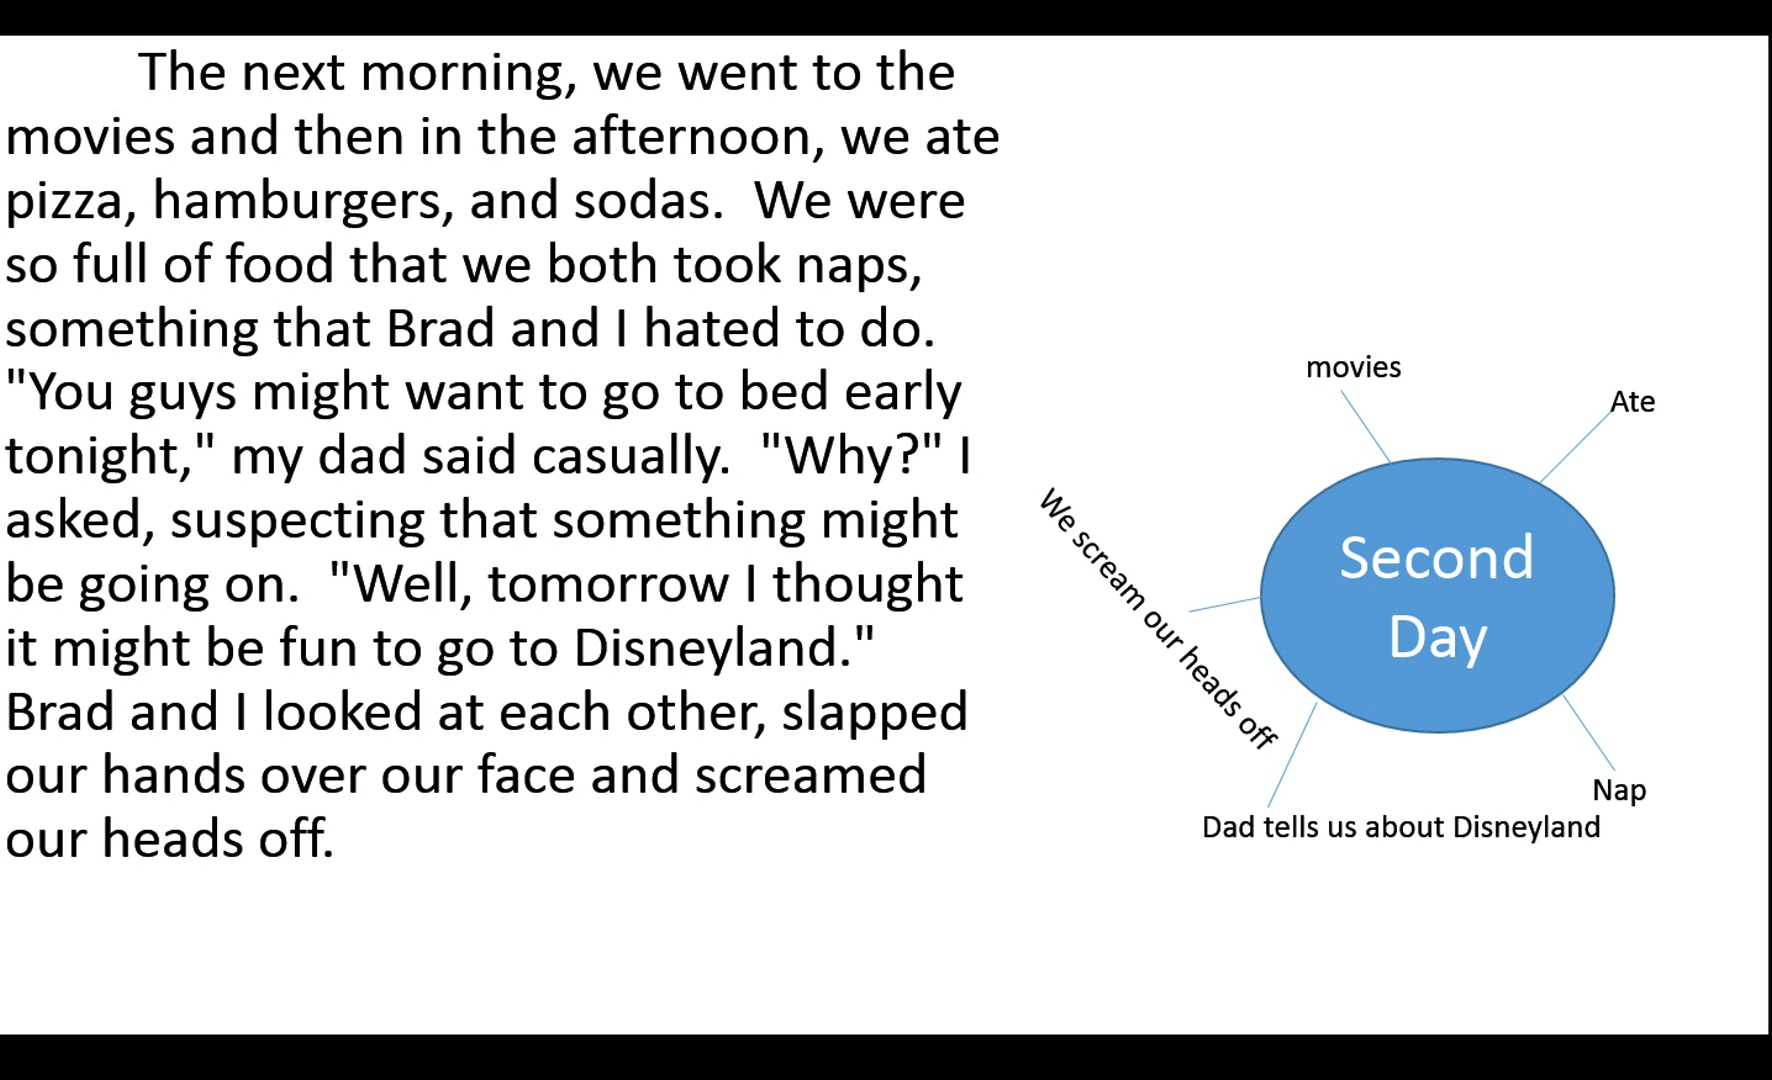 The next morning, we went to the
movies and then in the afternoon, we ate
pizza, hamburgers, and sodas.  We were
so full of food that we both took naps,
something that Brad and I hated to do.
"You guys might want to go to bed early
tonight," my dad said casually.  "Why?" I
asked, suspecting that something might
be going on.  "Well, tomorrow I thought
it might be fun to go to Disneyland."
Brad and I looked at each other, slapped
our hands over our face and screamed
our heads off.
movies
Ate
We scream our heads off
Second
Day
Nap
Dad tells us about Disneyland